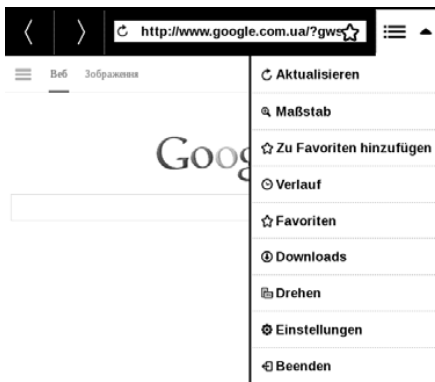 http://www.google.com.ua/?gws
Веб Зображення
Goog
Aktualisieren
Maßstab
Zu Favoriten hinzufügen
Verlauf
Favoriten
Downloads
Drehen
Einstellungen
Beenden